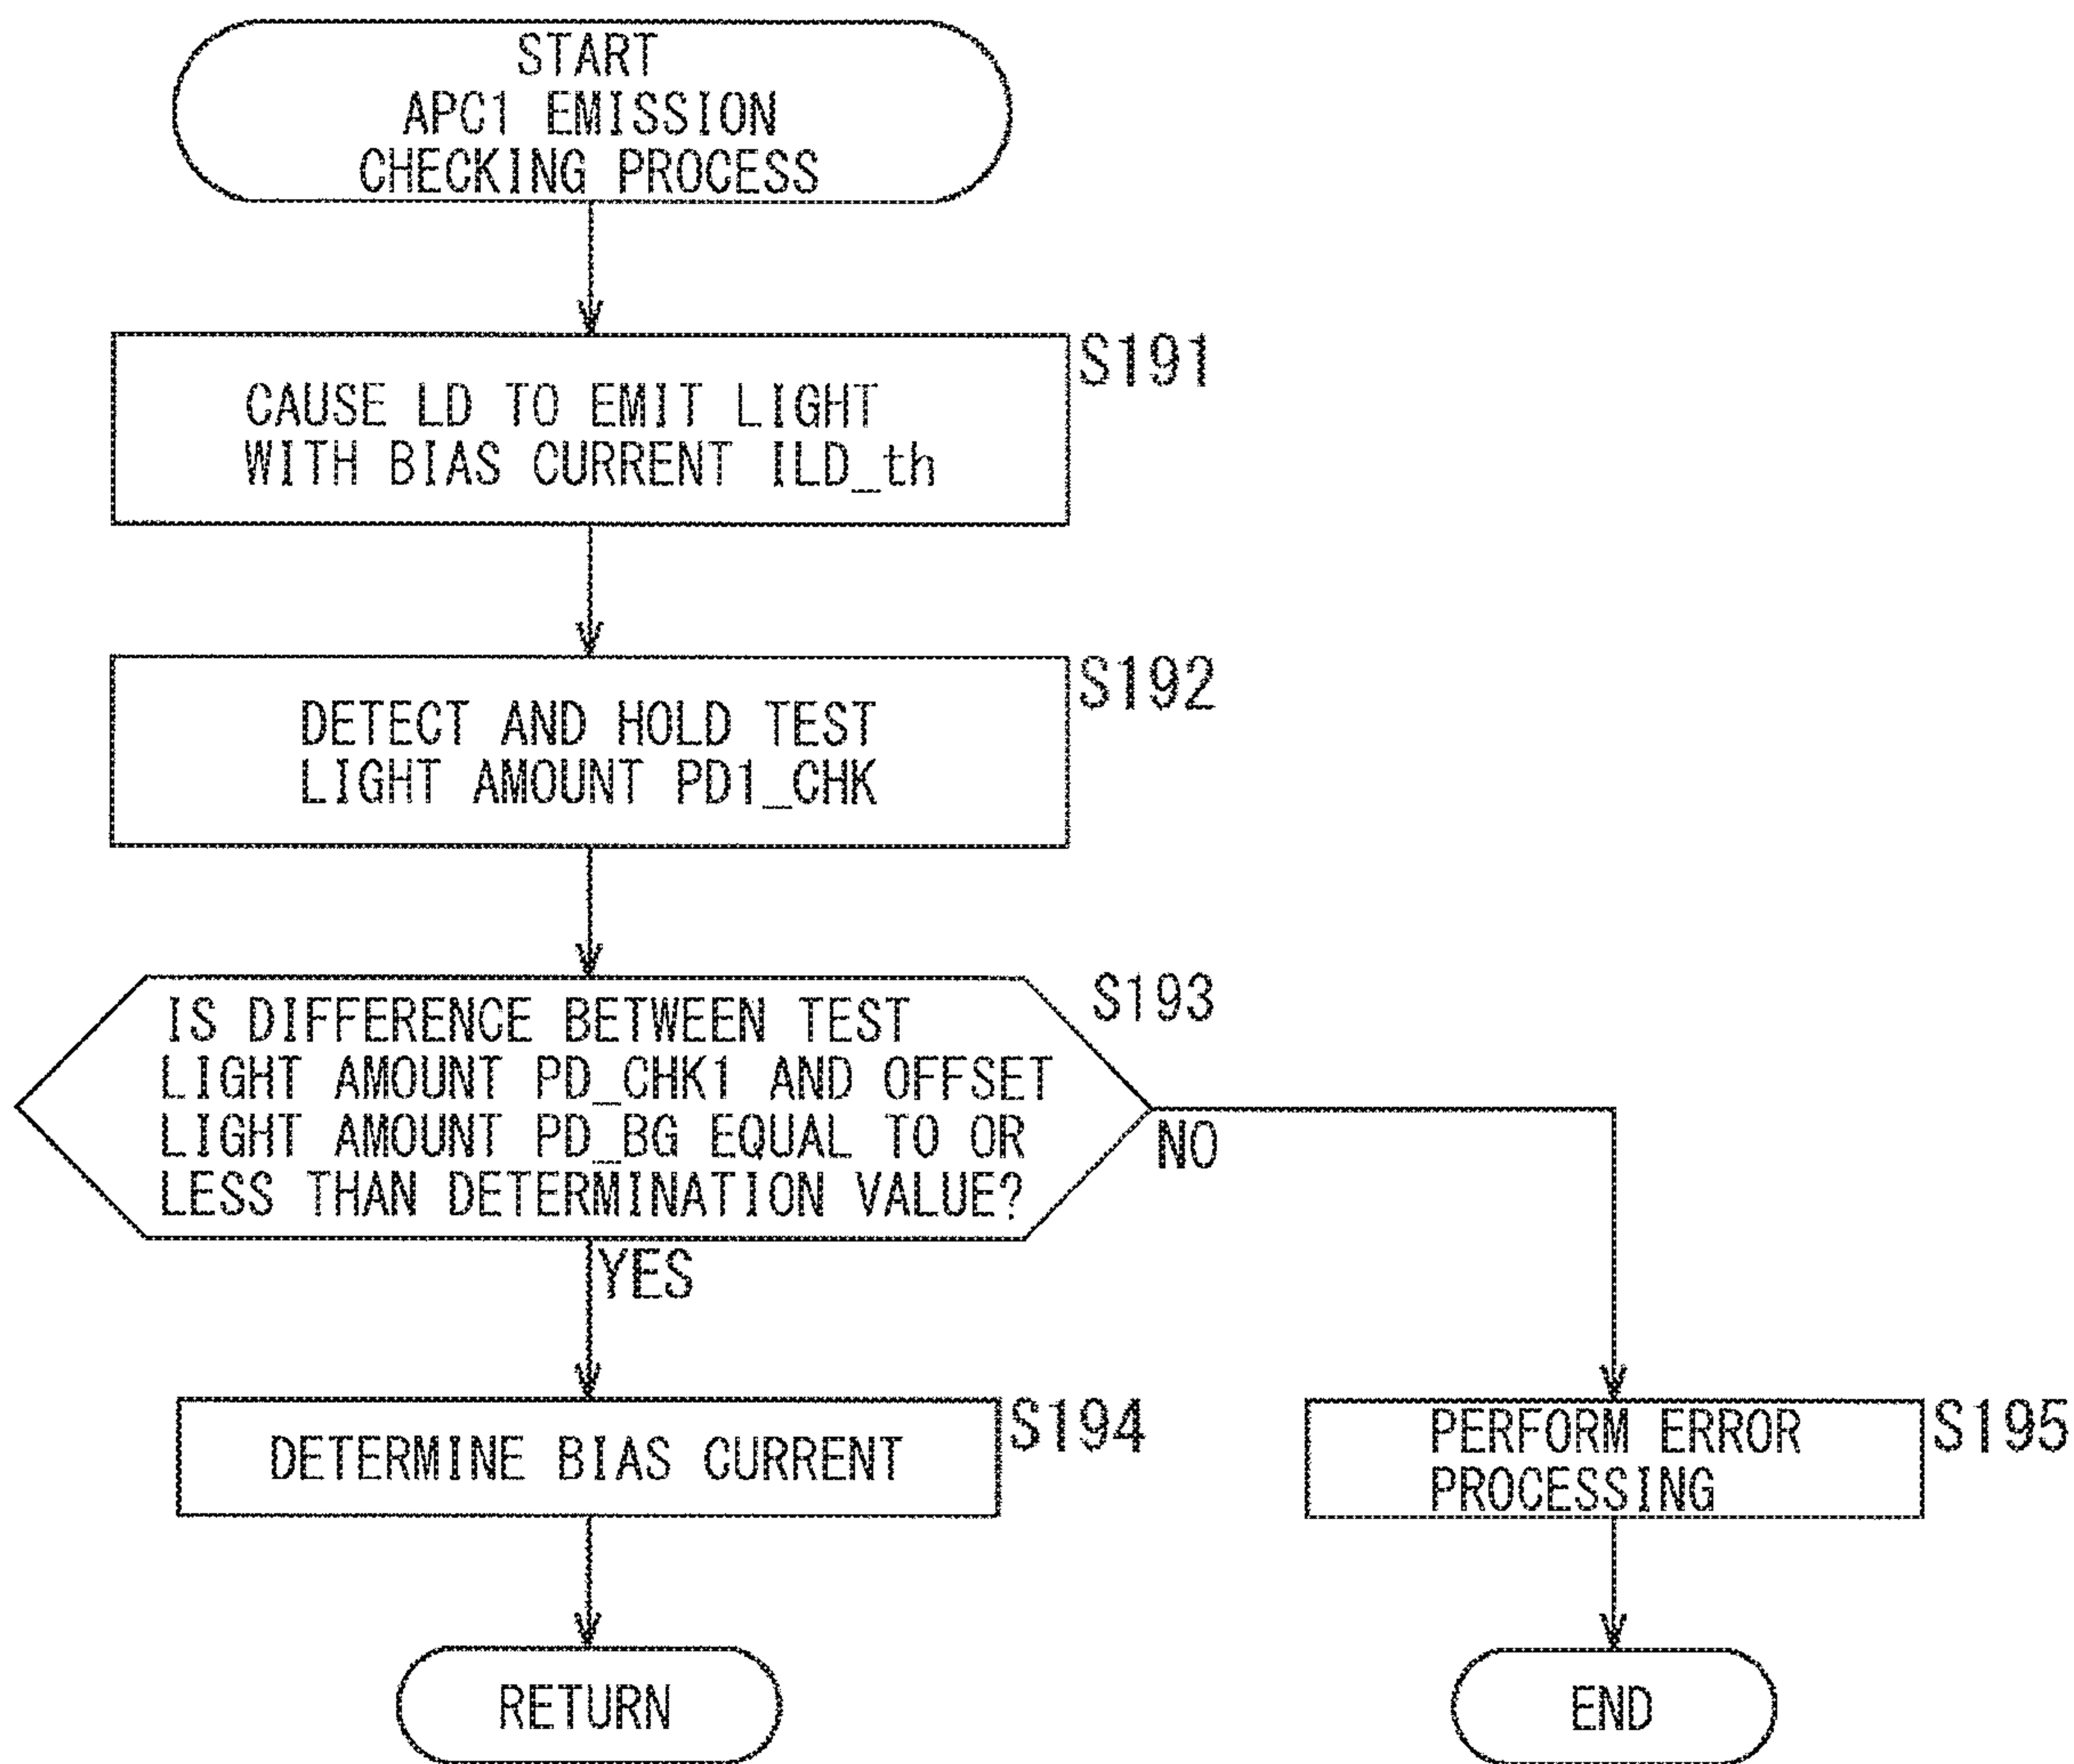 START
APC1 EMISSION
CHECKING PROCESS
S191
CAUSE LD TO EMIT LIGHT
WITH BIAS CURRENT ILD_th
S192
DETECT AND HOLD TEST
LIGHT AMOUNT PD1_CHK
S193
IS DIFFERENCE BETWEEN TEST
LIGHT AMOUNT PD_CHK1 AND OFFSET
LIGHT AMOUNT PD_BG EQUAL TO OR
LESS THAN DETERMINATION VALUE?
NO
YES
DETERMINE BIAS CURRENT
S194
PERFORM ERROR
PROCESSING
S195
RETURN
END